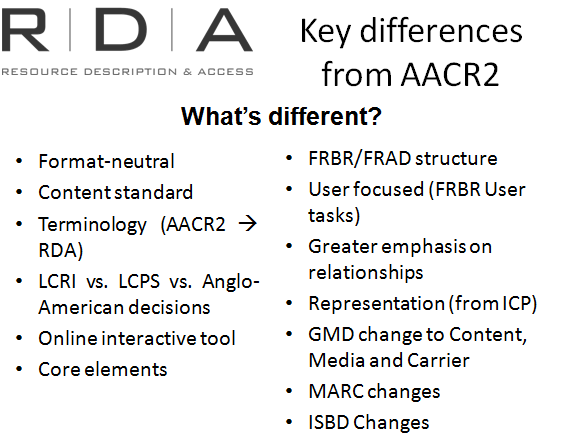 R|D|A
RESOURCE DESCRIPTION & ACCESS
Key differences
from AACR2
What's different?
• Format-neutral
• Content standard
• Terminology (AACR2 →
RDA)
• LCRI vs. LCPS vs. Anglo-
American decisions
• Online interactive tool
• Core elements
• FRBR/FRAD structure
• User focused (FRBR User
tasks)
• Greater emphasis on
relationships
• Representation (from ICP)
• GMD change to Content,
Media and Carrier
• MARC changes
• ISBD Changes